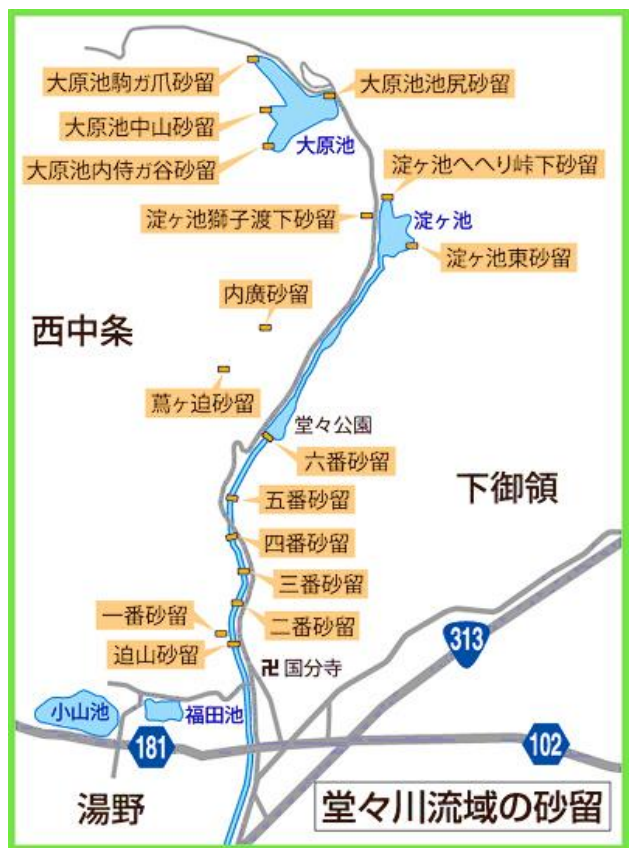 大原池駒ガ爪砂留
大原池池尻砂留
大原池中山砂留
大原池
大原池内侍ガ谷砂留
淀ヶ池へへり峠下砂留
淀ヶ池獅子渡下砂留
淀ヶ池
淀ヶ池東砂留
内廣砂留
西中条
蔦ヶ迫砂留
堂々公園
六番砂留
下御領
五番砂留
四番砂留
三番砂留
一番砂留
二番砂留
迫山砂留
313
卍国分寺
小山池
福田池
181
102
湯野
堂々川流域の砂留